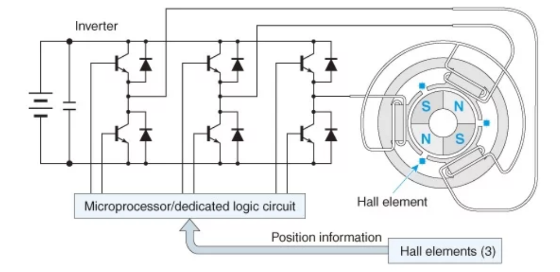 Inverter
S N
N S
Hall element
Microprocessor/dedicated logic circuit
Position information
Hall elements (3)